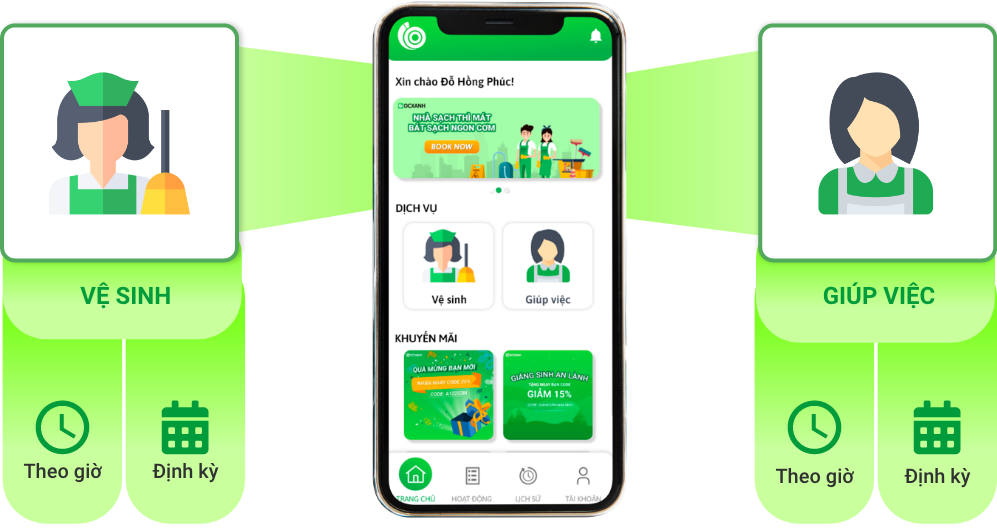 Xin chào Đỗ Hồng Phúc!
OCXANH
NHÀ SẠCH THÌ MÁT
BÁT SẠCH NGON CƠM
BOOK NOW
DỊCH VỤ
Vệ sinh
Giúp việc
KHUYẾN MÃI
QUÀ MỪNG BẠN MỚI
NHẬN NGAY CODE 20%
GIÁNG SINH AN LÀNH
TẶNG NGAY BẠN CODE
GIẢM 15%
TRANG CHỦ
HOẠT ĐỘNG
LỊCH SỬ
TÀI KHOẢN
VỆ SINH
Theo giờ
Định kỳ
GIÚP VIỆC
Theo giờ
Định kỳ